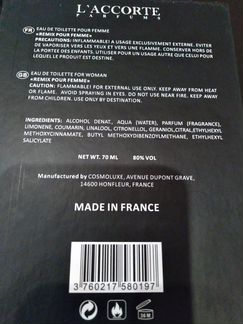 L'ACCORTE
PARFUMS
FR EAU DE TOILETTE POUR FEMME
«REMIX POUR FEMME»
PRECAUTIONS: INFLAMMABLE! A USAGE EXCLUSIVEMENT EXTERNE. EVITER
DE VAPORISER VERS LES YEUX ET VERS UNE FLAMME. CONSERVER HORS DE
LA PORTEE DES ENFANTS. UTILISER POUR UN USAGE AUTRE QUE CELUI POUR
LEQUEL LE PRODUIT EST DESTINE.
GB EAU DE TOILETTE FOR WOMAN
«REMIX POUR FEMME»
CAUTION: FLAMMABLE! FOR EXTERNAL USE ONLY. KEEP AWAY FROM HEAT
OR FLAME. AVOID SPRAYING IN EYES. DO NOT USE NEAR FIRE. KEEP AWAY FROM
CHILDREN. USE ONLY BY DESTINATION.
INGREDIENTS: ALCOHOL DENAT., AQUA (WATER), PARFUM (FRAGRANCE),
LIMONENE, COUMARIN, LINALOOL, CITRONELLOL, GERANIOL,CITRAL,ETHYLHEXYL
METHOXYCINNAMATE, BUTYL METHOXYDIBENZOYLMETHANE, ETHYLHEXYL
SALICYLATE
NET WT. 70 ML 80% VOL
Manufactured by COSMOLUXE, AVENUE DUPONT GRAVE,
14600 HONFLEUR, FRANCE
MADE IN FRANCE
3 760217 580197
36 M